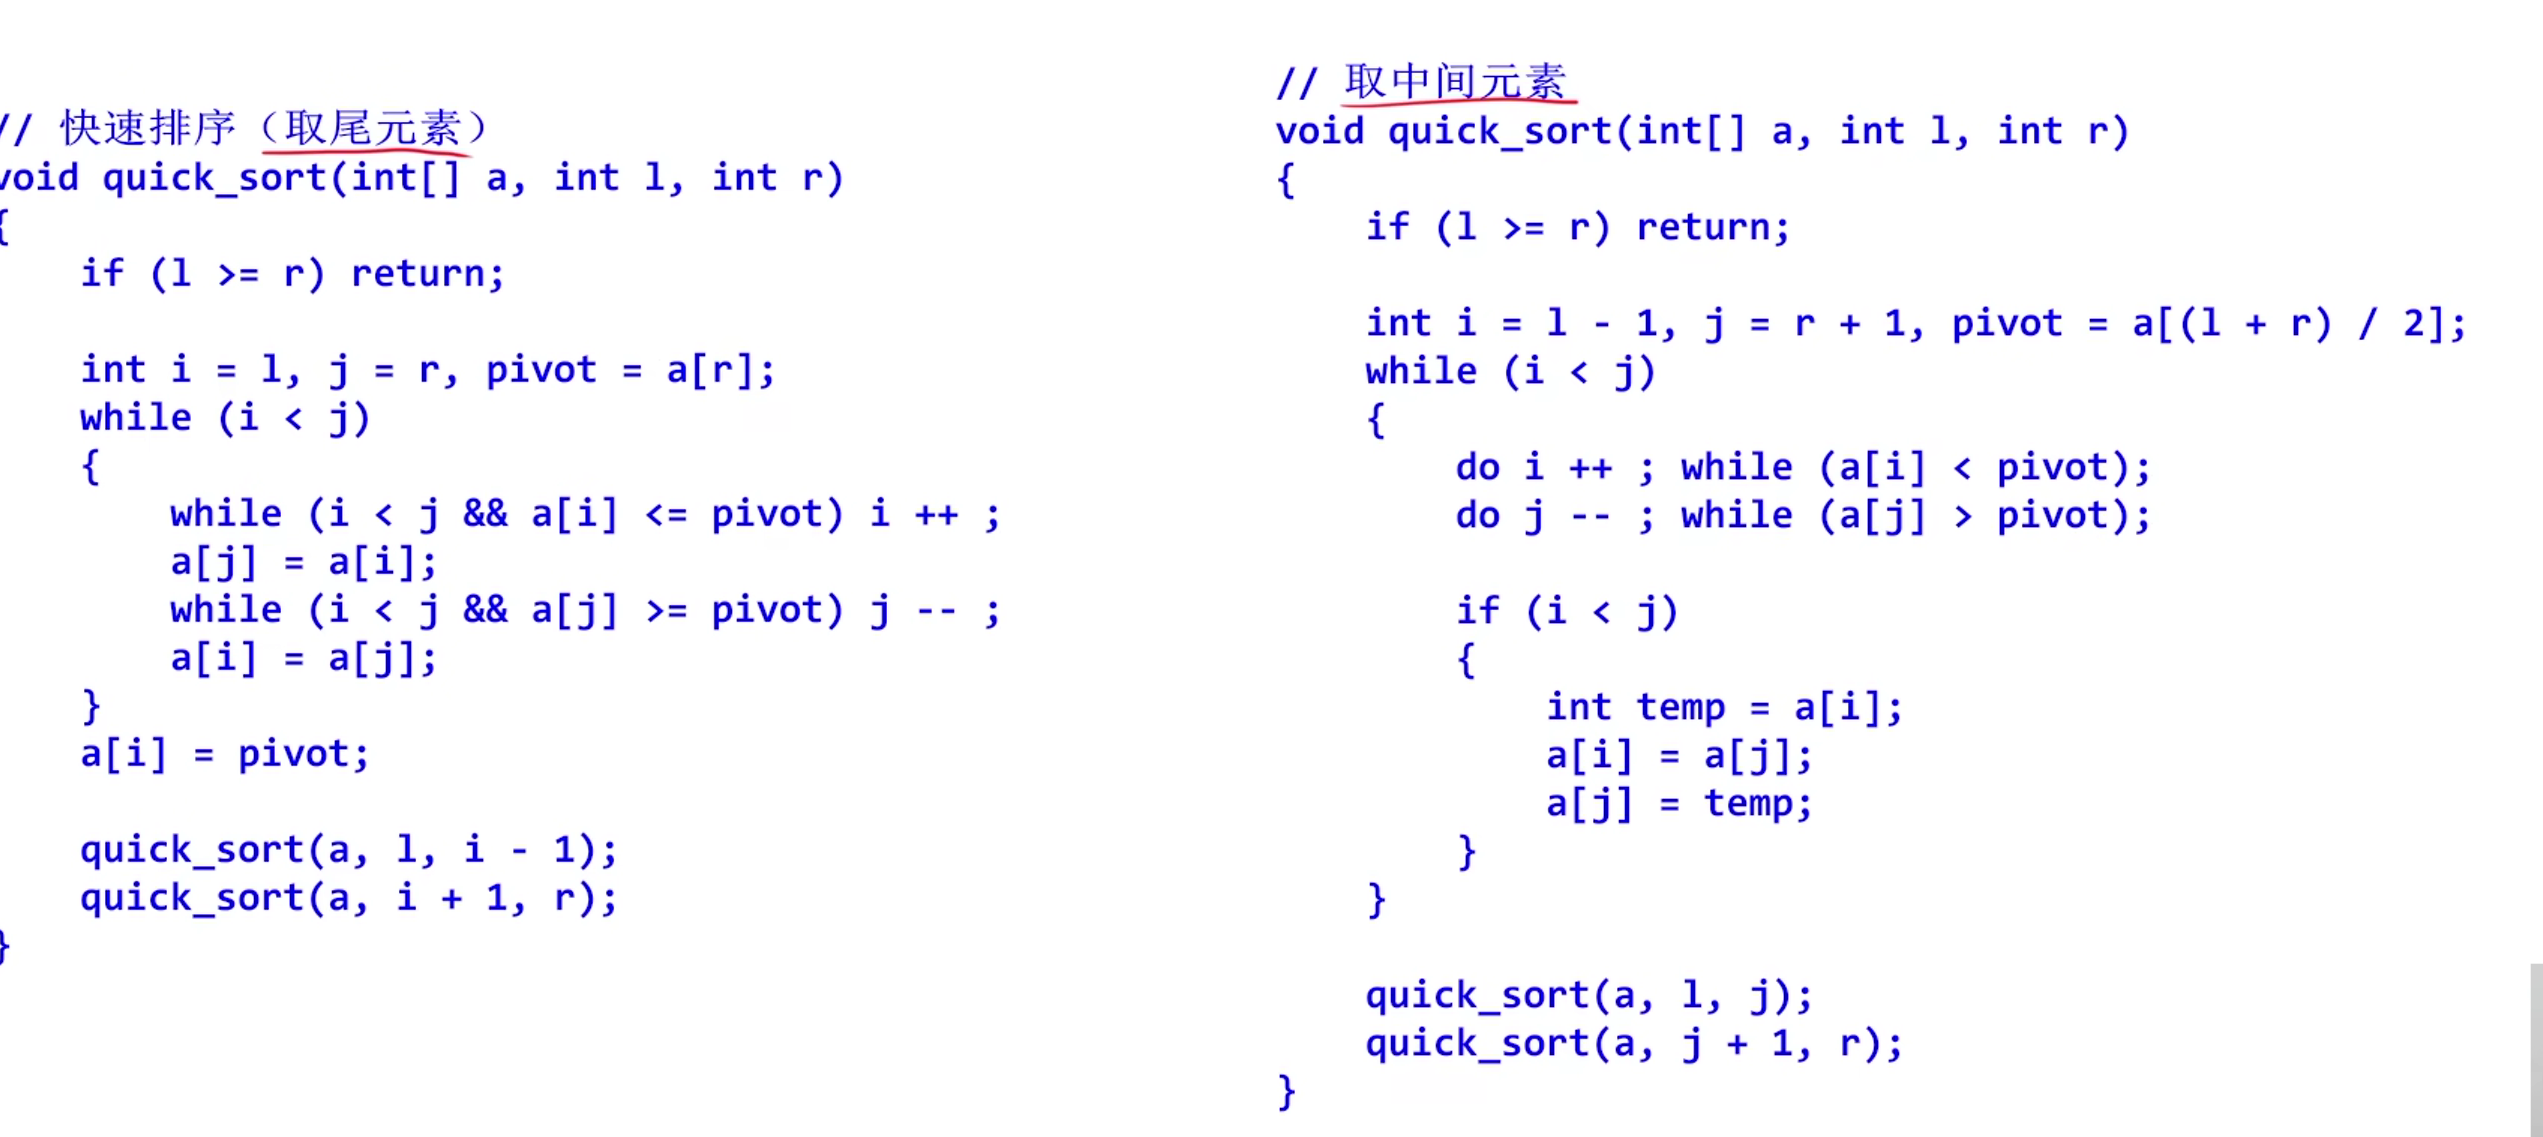 // 快速排序（取尾元素）
void quick_sort(int[] a, int l, int r)
{
    if (l >= r) return;

    int i = l, j = r, pivot = a[r];
    while (i < j)
    {
        while (i < j && a[i] <= pivot) i ++ ;
        a[j] = a[i];
        while (i < j && a[j] >= pivot) j -- ;
        a[i] = a[j];
    }
    a[i] = pivot;

    quick_sort(a, l, i - 1);
    quick_sort(a, i + 1, r);
}
// 取中间元素
void quick_sort(int[] a, int l, int r)
{
    if (l >= r) return;

    int i = l - 1, j = r + 1, pivot = a[(l + r) / 2];
    while (i < j)
    {
        do i ++ ; while (a[i] < pivot);
        do j -- ; while (a[j] > pivot);

        if (i < j)
        {
            int temp = a[i];
            a[i] = a[j];
            a[j] = temp;
        }
    }

    quick_sort(a, l, j);
    quick_sort(a, j + 1, r);
}